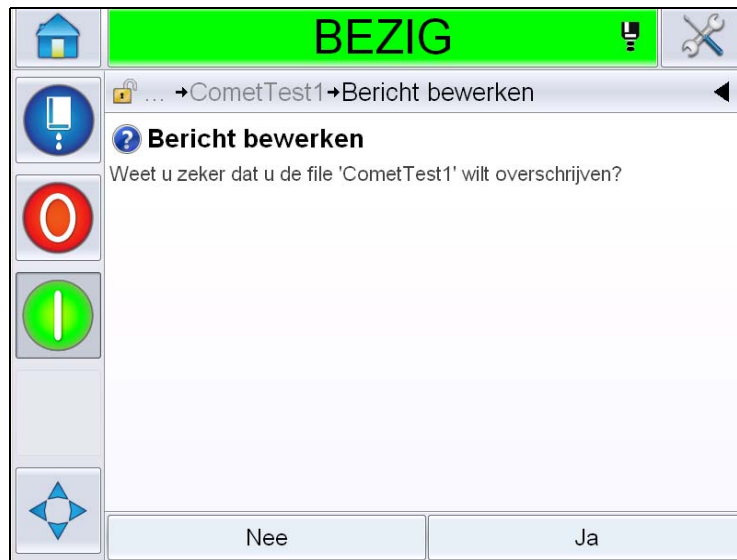 BEZIG
... →CometTest1→Bericht bewerken
Bericht bewerken
Weet u zeker dat u de file 'CometTest1' wilt overschrijven?
Nee
Ja